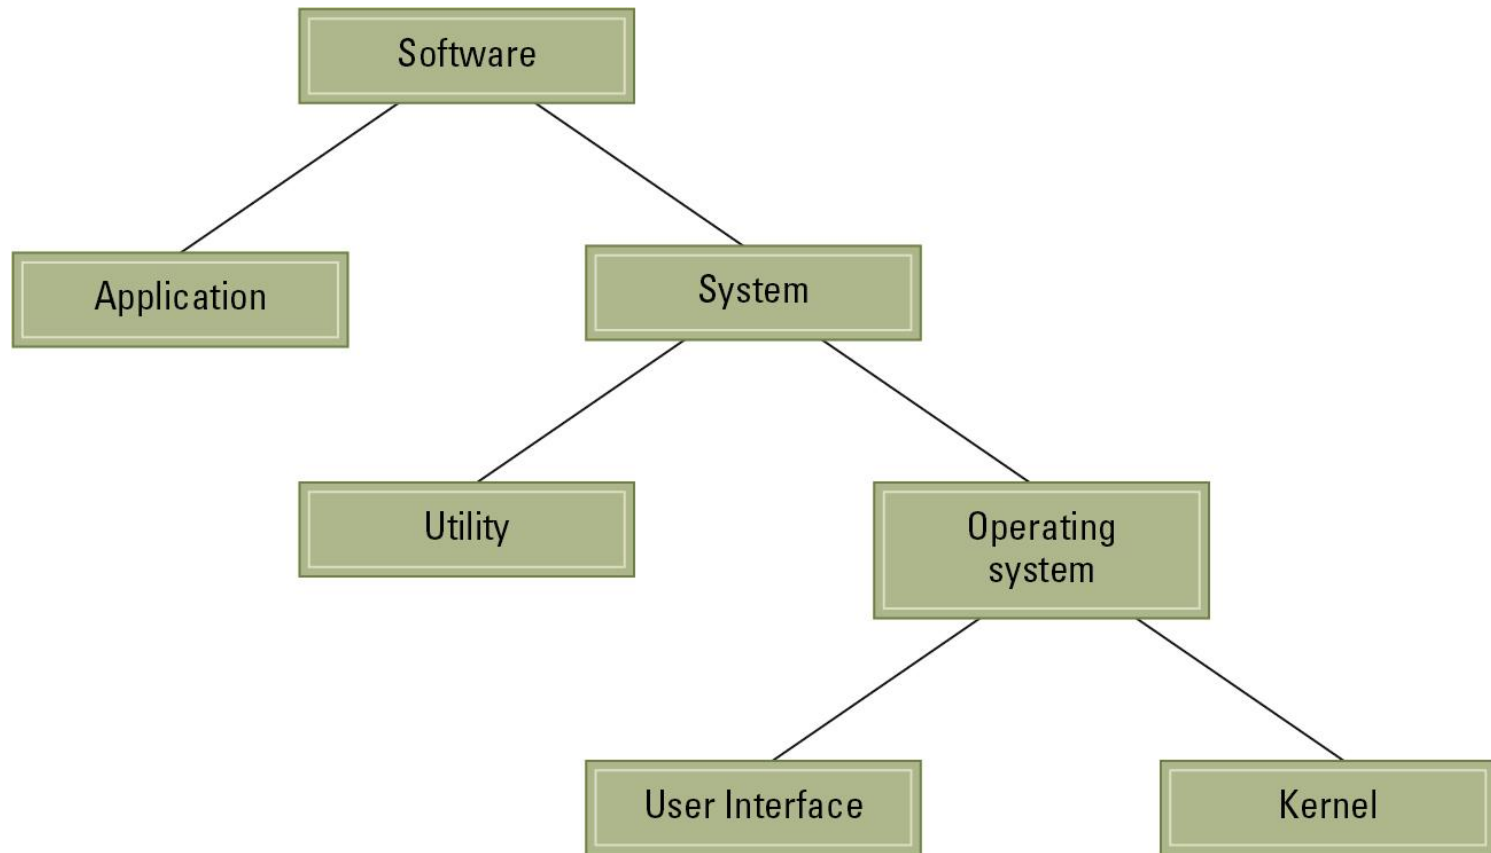 Software
Application
System
Utility
Operating
system
User Interface
Kernel